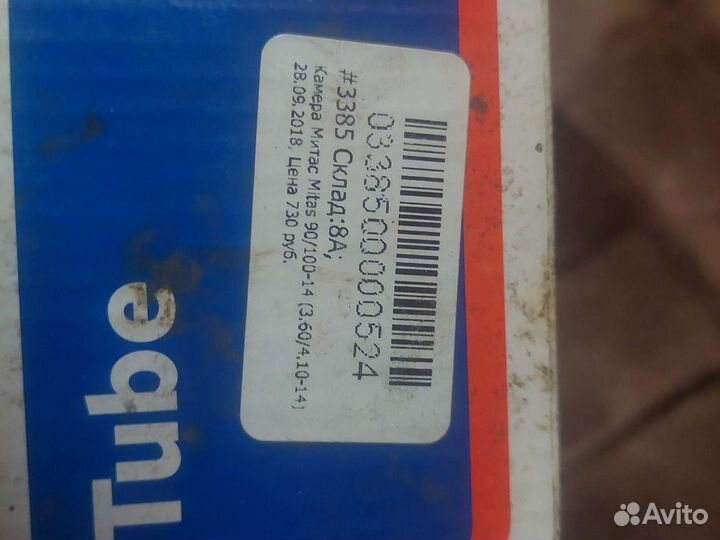 0338500000524
#3385 Склад:8А;
Камера Митас Mitas 90/100-14 (3.60/4.10-14)
28.09.2018, Цена 730 руб.
Tube
Avito